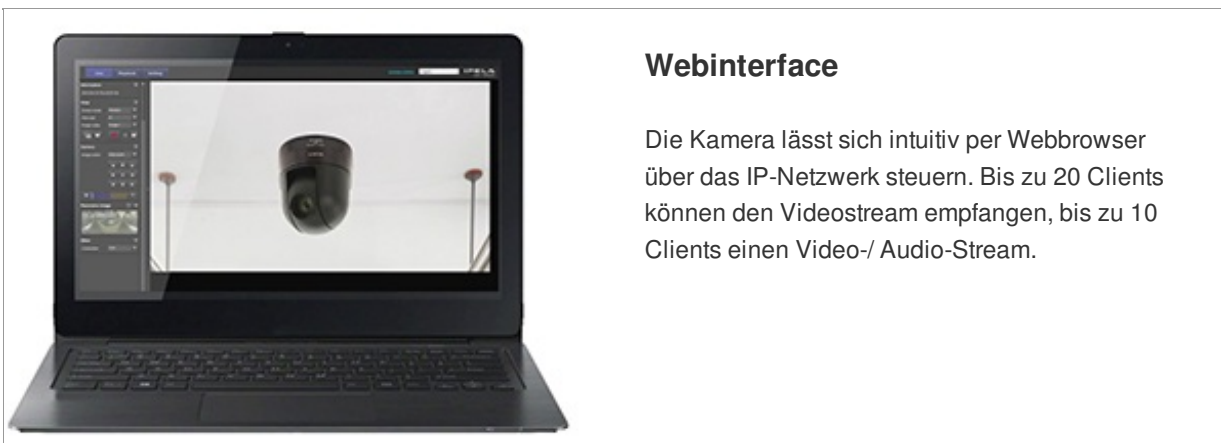 Webinterface
Die Kamera lässt sich intuitiv per Webbrowser
über das IP-Netzwerk steuern. Bis zu 20 Clients
können den Videostream empfangen, bis zu 10
Clients einen Video-/ Audio-Stream.